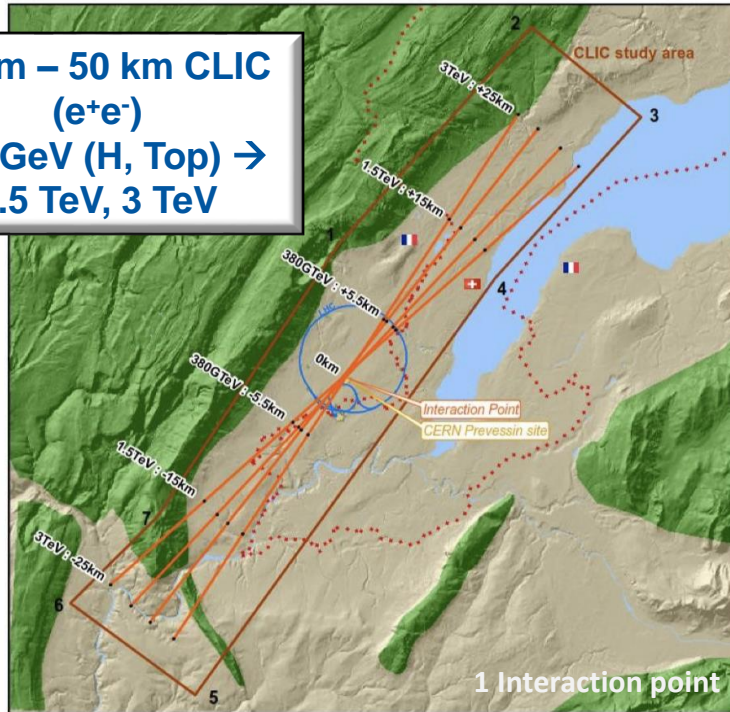 m – 50 km CLIC
(e⁺e⁻)
GeV (H, Top) →
.5 TeV, 3 TeV
2
CLIC study area
3TeV : +25km
3
1.5TeV : +15km
1
380GTeV : +5.5km
4
LHC
0km
380GTeV : -5.5km
Interaction Point
CERN Prevessin site
1.5TeV : -15km
7
3TeV : -25km
6
5
1 Interaction point